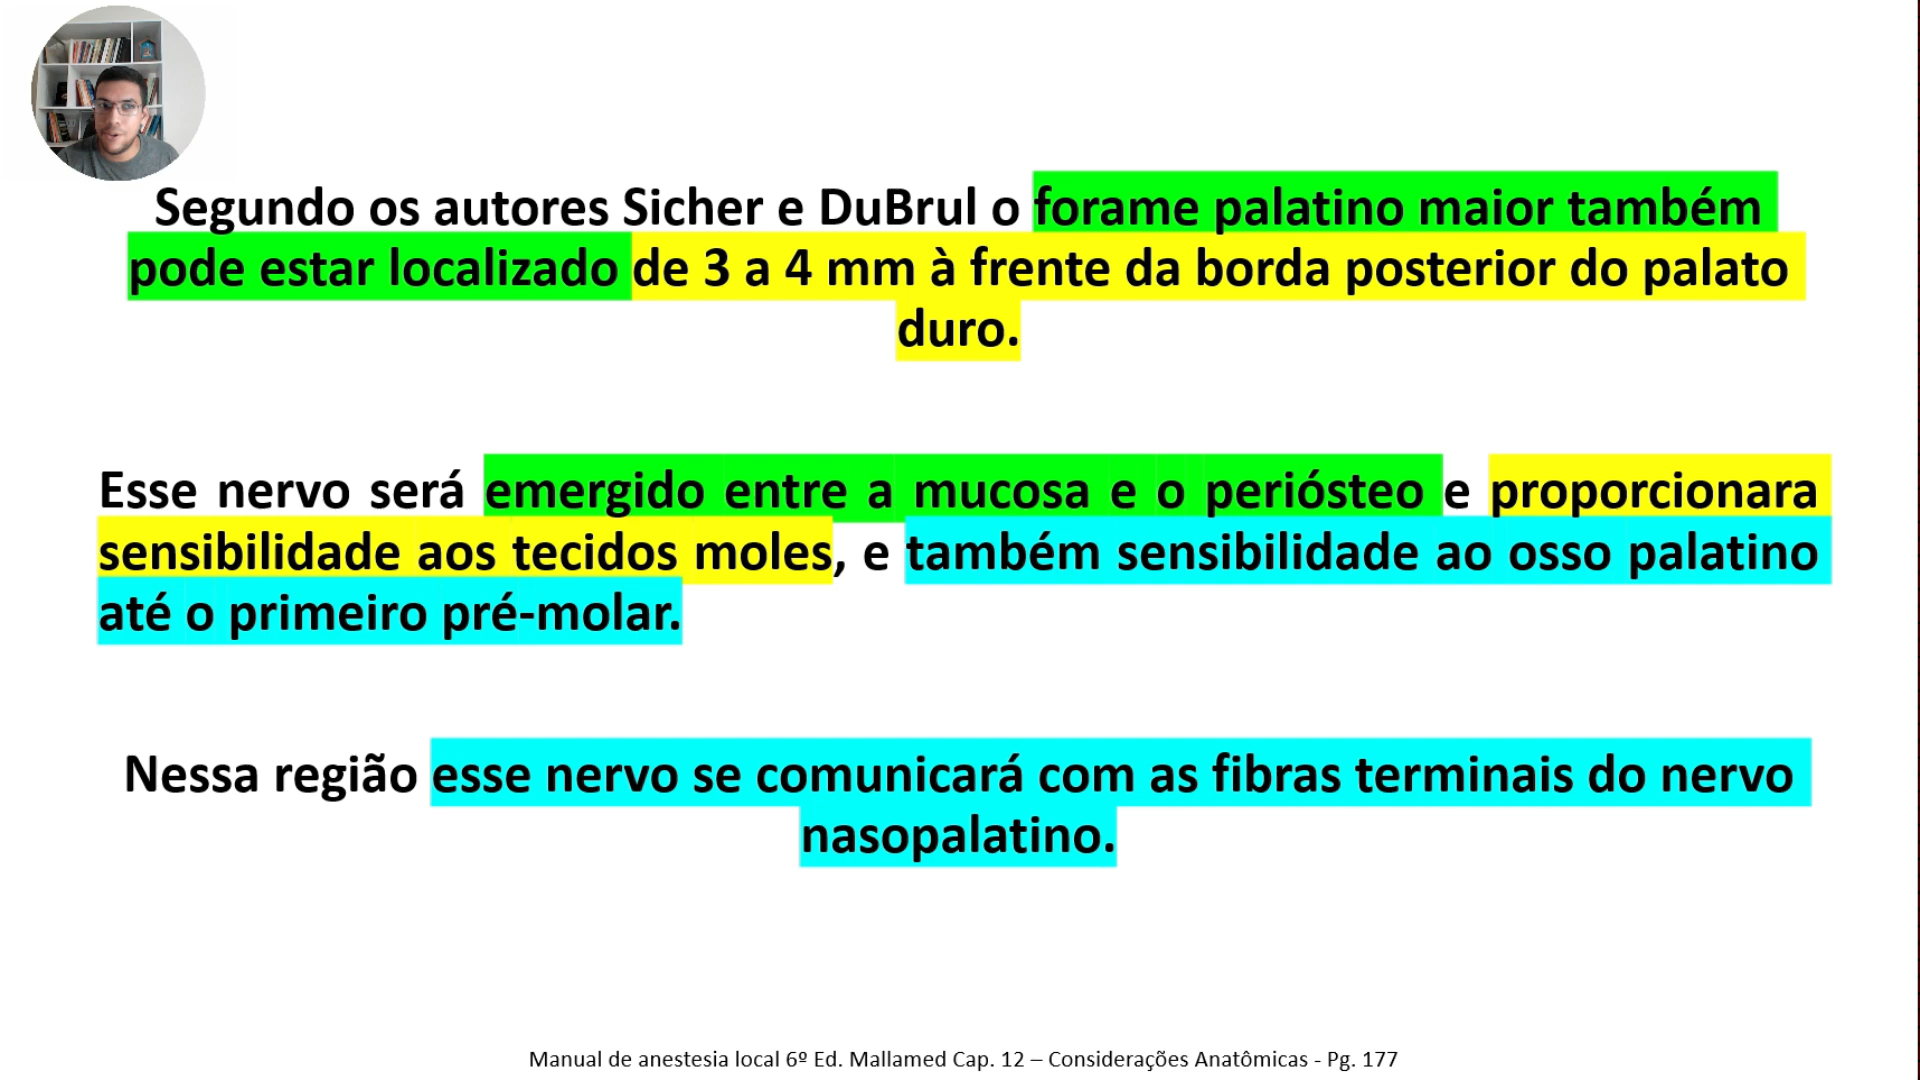 Segundo os autores Sicher e DuBrul o forame palatino maior também
pode estar localizado de 3 a 4 mm à frente da borda posterior do palato
duro.
Esse nervo será emergido entre a mucosa e o periósteo e proporcionara
sensibilidade aos tecidos moles, e também sensibilidade ao osso palatino
até o primeiro pré-molar.
Nessa região esse nervo se comunicará com as fibras terminais do nervo
nasopalatino.
Manual de anestesia local 6º Ed. Mallamed Cap. 12 – Considerações Anatômicas - Pg. 177